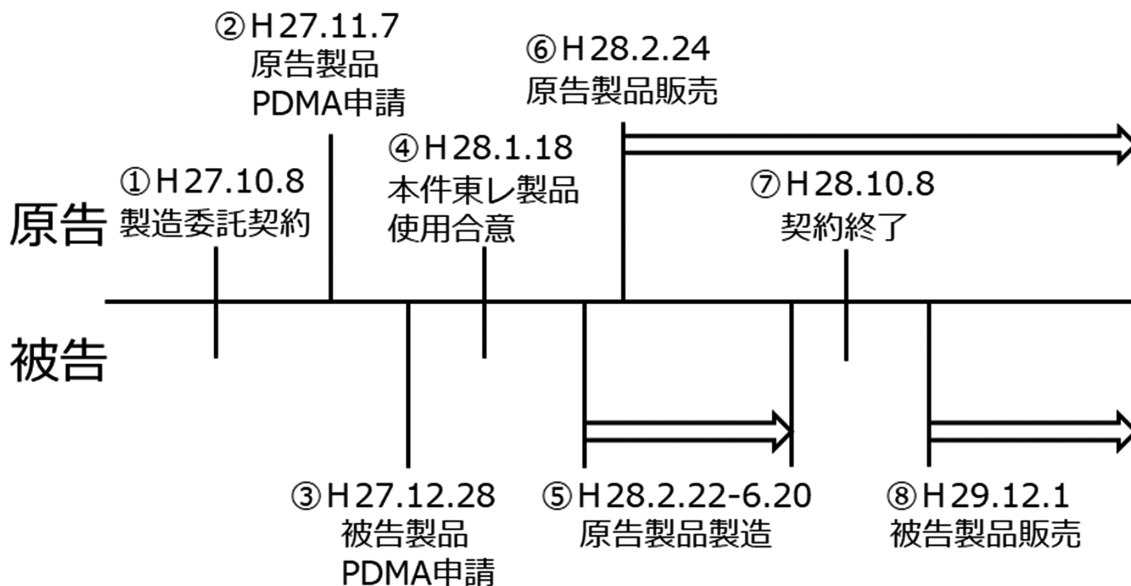 ②H27.11.7
原告製品
PDMA申請
⑥H28.2.24
原告製品販売
①H27.10.8
製造委託契約
④H28.1.18
本件東レ製品
使用合意
⑦H28.10.8
契約終了
原告
被告
③H27.12.28
被告製品
PDMA申請
⑤H28.2.22-6.20
原告製品製造
⑧H29.12.1
被告製品販売